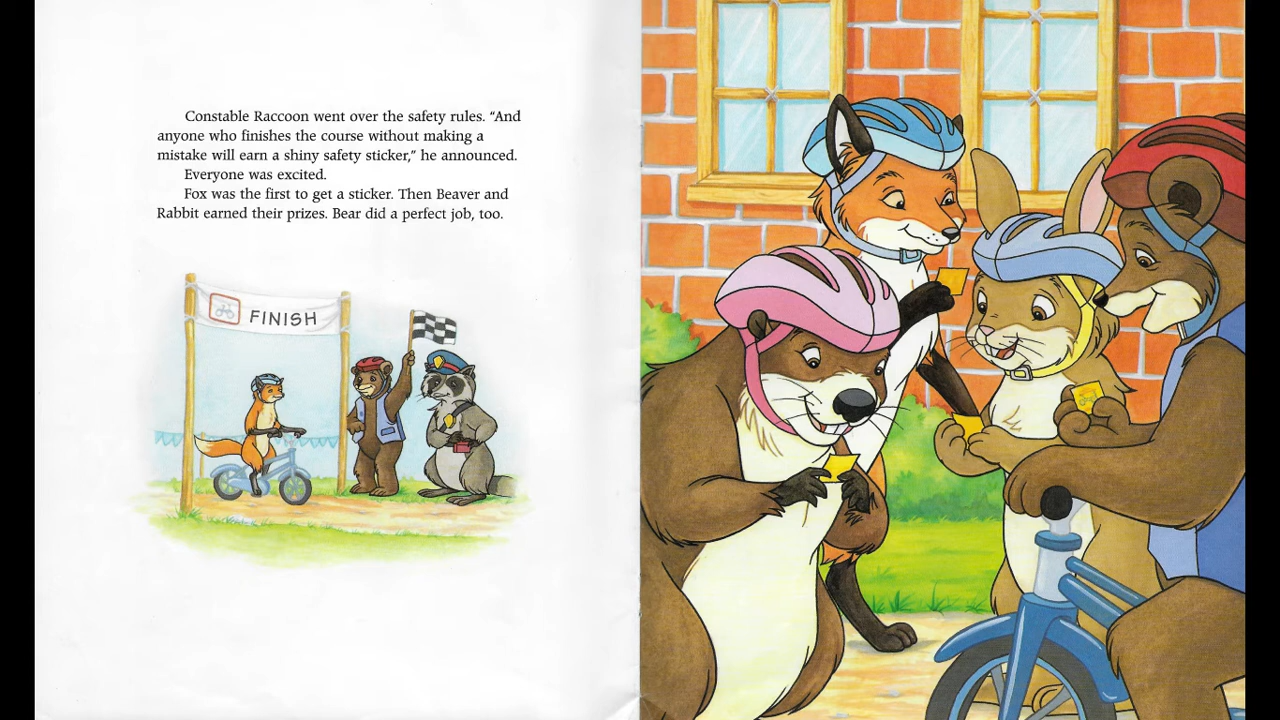 Constable Raccoon went over the safety rules. “And
anyone who finishes the course without making a
mistake will earn a shiny safety sticker,” he announced.
Everyone was excited.
Fox was the first to get a sticker. Then Beaver and
Rabbit earned their prizes. Bear did a perfect job, too.
FINISH